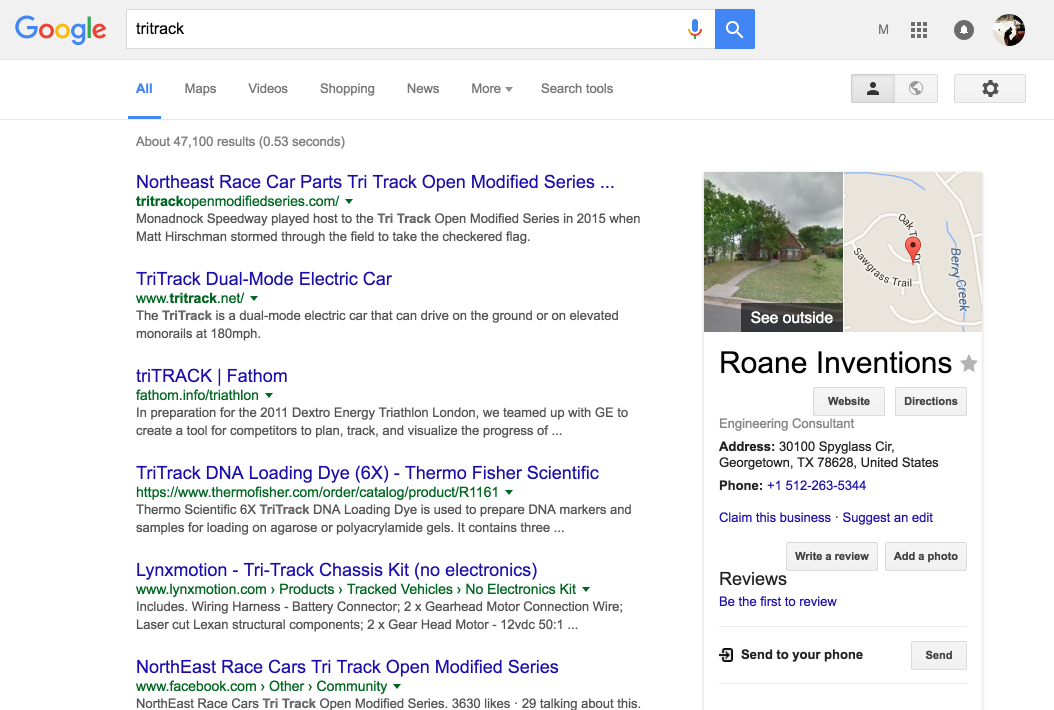 Google
tritrack
M
All Maps Videos Shopping News More Search tools
About 47,100 results (0.53 seconds)
Northeast Race Car Parts Tri Track Open Modified Series ...
tritrackopenmodifiedseries.com/
Monadnock Speedway played host to the Tri Track Open Modified Series in 2015 when
Matt Hirschman stormed through the field to take the checkered flag.
TriTrack Dual-Mode Electric Car
www.tritrack.net/
The TriTrack is a dual-mode electric car that can drive on the ground or on elevated
monorails at 180mph.
triTRACK | Fathom
fathom.info/triathlon
In preparation for the 2011 Dextro Energy Triathlon London, we teamed up with GE to
create a tool for competitors to plan, track, and visualize the progress of ...
TriTrack DNA Loading Dye (6X) - Thermo Fisher Scientific
https://www.thermofisher.com/order/catalog/product/R1161
Thermo Scientific 6X TriTrack DNA Loading Dye is used to prepare DNA markers and
samples for loading on agarose or polyacrylamide gels. It contains three ...
Lynxmotion - Tri-Track Chassis Kit (no electronics)
www.lynxmotion.com › Products › Tracked Vehicles › No Electronics Kit
Includes. Wiring Harness - Battery Connector; 2 x Gearhead Motor Connection Wire;
Laser cut Lexan structural components; 2 x Gear Head Motor - 12vdc 50:1 ...
NorthEast Race Cars Tri Track Open Modified Series
www.facebook.com › Other › Community
NorthEast Race Cars Tri Track Open Modified Series. 3630 likes · 29 talking about this.
See outside
Sawgrass Trail
Berry Creek
Roane Inventions
Website Directions
Engineering Consultant
Address: 30100 Spyglass Cir,
Georgetown, TX 78628, United States
Phone: +1 512-263-5344
Claim this business · Suggest an edit
Write a review Add a photo
Reviews
Be the first to review
Send to your phone Send